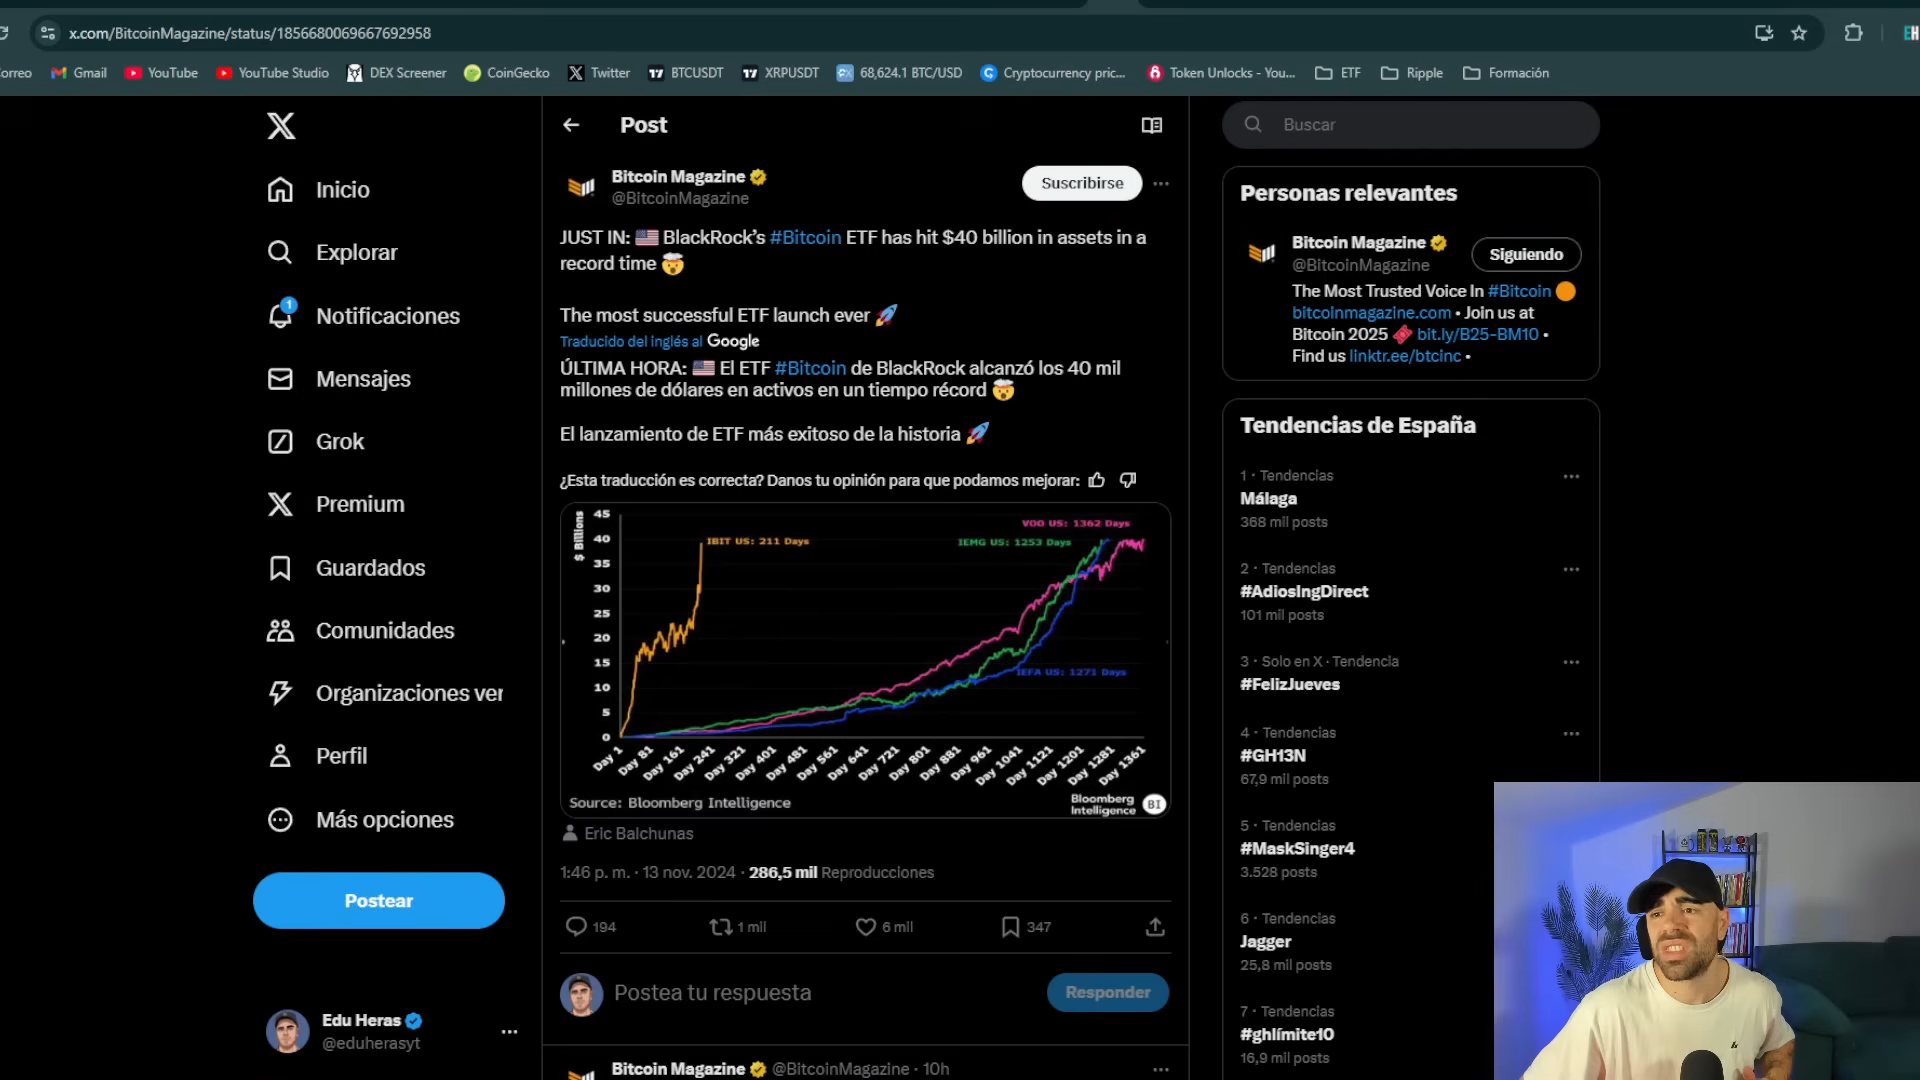 x.com/BitcoinMagazine/status/1856680069667692958
orreo
Gmail
YouTube
YouTube Studio
DEX Screener
CoinGecko
Twitter
BTCUSDT
XRPUSDT
68,624.1 BTC/USD
Cryptocurrency pric...
Token Unlocks - You...
ETF
Ripple
Formación
Inicio
Explorar
1
Notificaciones
Mensajes
Grok
Premium
Guardados
Comunidades
Organizaciones ver
Perfil
Más opciones
Postear
Edu Heras
@eduherasyt
Post
Bitcoin Magazine
@BitcoinMagazine
Suscribirse
JUST IN: 🇺🇸 BlackRock's #Bitcoin ETF has hit $40 billion in assets in a
record time 🤯
The most successful ETF launch ever 🚀
Traducido del inglés al Google
ÚLTIMA HORA: 🇺🇸 El ETF #Bitcoin de BlackRock alcanzó los 40 mil
millones de dólares en activos en un tiempo récord 🤯
El lanzamiento de ETF más exitoso de la historia 🚀
¿Esta traducción es correcta? Danos tu opinión para que podamos mejorar:
$ Billions
45
40
35
30
25
20
15
10
5
0
IBIT US: 211 Days
VOO US: 1362 Days
IEMG US: 1253 Days
IEFA US: 1271 Days
Day 1
Day 81
Day 161
Day 241
Day 321
Day 401
Day 481
Day 561
Day 641
Day 721
Day 801
Day 881
Day 961
Day 1041
Day 1121
Day 1201
Day 1281
Day 1361
Source: Bloomberg Intelligence
Bloomberg
Intelligence
BI
Eric Balchunas
1:46 p. m. · 13 nov. 2024 · 286,5 mil Reproducciones
194
1 mil
6 mil
347
Postea tu respuesta
Responder
Bitcoin Magazine @BitcoinMagazine · 10h
Buscar
Personas relevantes
Bitcoin Magazine
@BitcoinMagazine
Siguiendo
The Most Trusted Voice In #Bitcoin 🟠
bitcoinmagazine.com • Join us at
Bitcoin 2025 🎟️ bit.ly/B25-BM10 •
Find us linktr.ee/btcinc •
Tendencias de España
1 · Tendencias
Málaga
368 mil posts
2 · Tendencias
#AdiosIngDirect
101 mil posts
3 · Solo en X · Tendencia
#FelizJueves
4 · Tendencias
#GH13N
67,9 mil posts
5 · Tendencias
#MaskSinger4
3.528 posts
6 · Tendencias
Jagger
25,8 mil posts
7 · Tendencias
#ghlímite10
16,9 mil posts